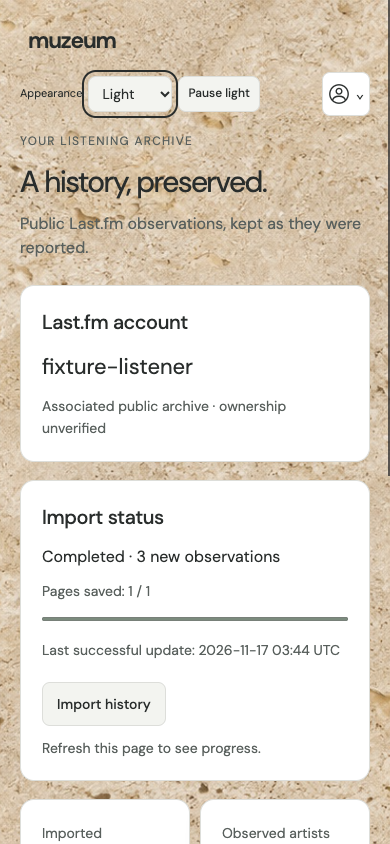 muzeum
Appearance Light Pause light
YOUR LISTENING ARCHIVE
A history, preserved.
Public Last.fm observations, kept as they were
reported.
Last.fm account
fixture-listener
Associated public archive · ownership
unverified
Import status
Completed · 3 new observations
Pages saved: 1 / 1
Last successful update: 2026-11-17 03:44 UTC
Import history
Refresh this page to see progress.
Imported Observed artists